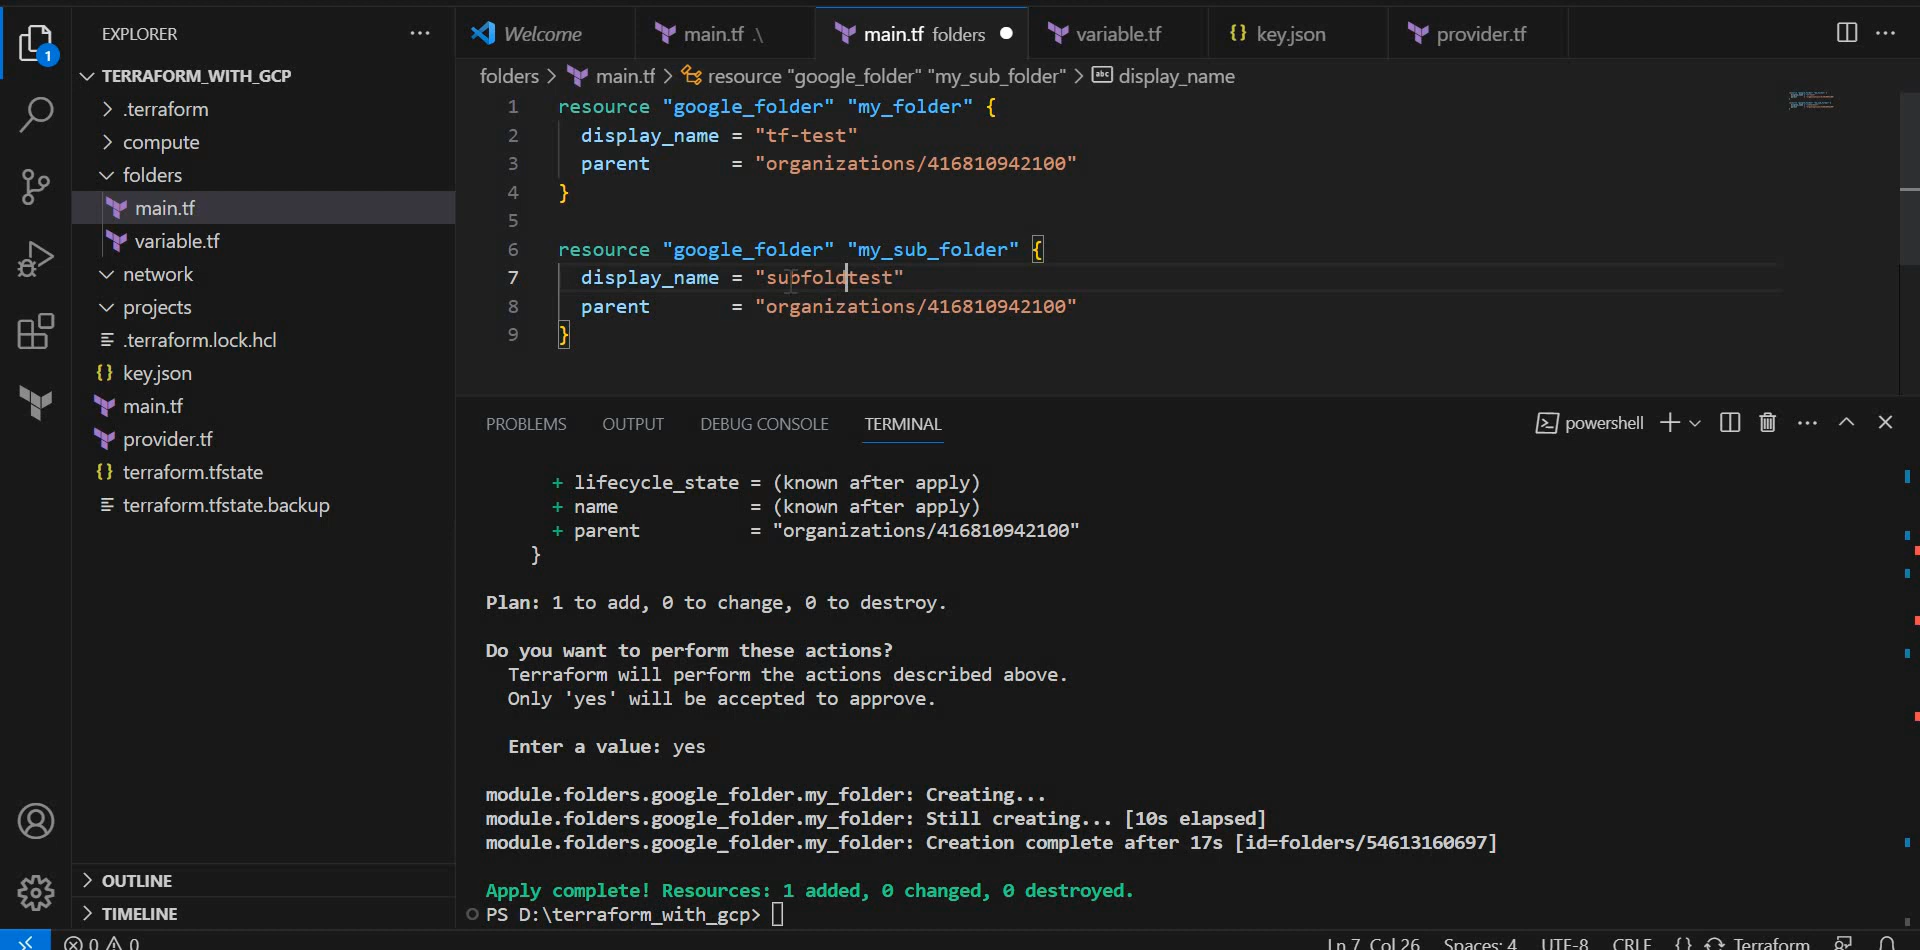 EXPLORER
TERRAFORM_WITH_GCP
.terraform
compute
folders
main.tf
variable.tf
network
projects
.terraform.lock.hcl
key.json
main.tf
provider.tf
terraform.tfstate
terraform.tfstate.backup
OUTLINE
TIMELINE
1
Welcome
main.tf .\
main.tf folders
variable.tf
key.json
provider.tf
folders > main.tf > resource "google_folder" "my_sub_folder" > display_name
1 resource "google_folder" "my_folder" {
2 display_name = "tf-test"
3 parent = "organizations/416810942100"
4 }
5
6 resource "google_folder" "my_sub_folder" {
7 display_name = "subfoldtest"
8 parent = "organizations/416810942100"
9 }
PROBLEMS OUTPUT DEBUG CONSOLE TERMINAL
powershell
+ lifecycle_state = (known after apply)
+ name = (known after apply)
+ parent = "organizations/416810942100"
}
Plan: 1 to add, 0 to change, 0 to destroy.
Do you want to perform these actions?
Terraform will perform the actions described above.
Only 'yes' will be accepted to approve.
Enter a value: yes
module.folders.google_folder.my_folder: Creating...
module.folders.google_folder.my_folder: Still creating... [10s elapsed]
module.folders.google_folder.my_folder: Creation complete after 17s [id=folders/54613160697]
Apply complete! Resources: 1 added, 0 changed, 0 destroyed.
PS D:\terraform_with_gcp>
0 0
Ln 7, Col 26 Spaces: 4 UTF-8 CRLF {} Terraform